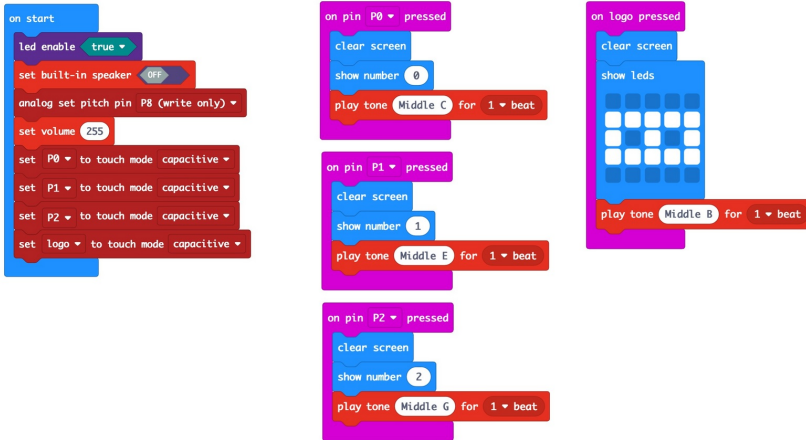 on start
led enable true
set built-in speaker OFF
analog set pitch pin P8 (write only)
set volume 255
set P0 to touch mode capacitive
set P1 to touch mode capacitive
set P2 to touch mode capacitive
set logo to touch mode capacitive
on pin P0 pressed
clear screen
show number 0
play tone Middle C for 1 beat
on pin P1 pressed
clear screen
show number 1
play tone Middle E for 1 beat
on pin P2 pressed
clear screen
show number 2
play tone Middle G for 1 beat
on logo pressed
clear screen
show leds
play tone Middle B for 1 beat